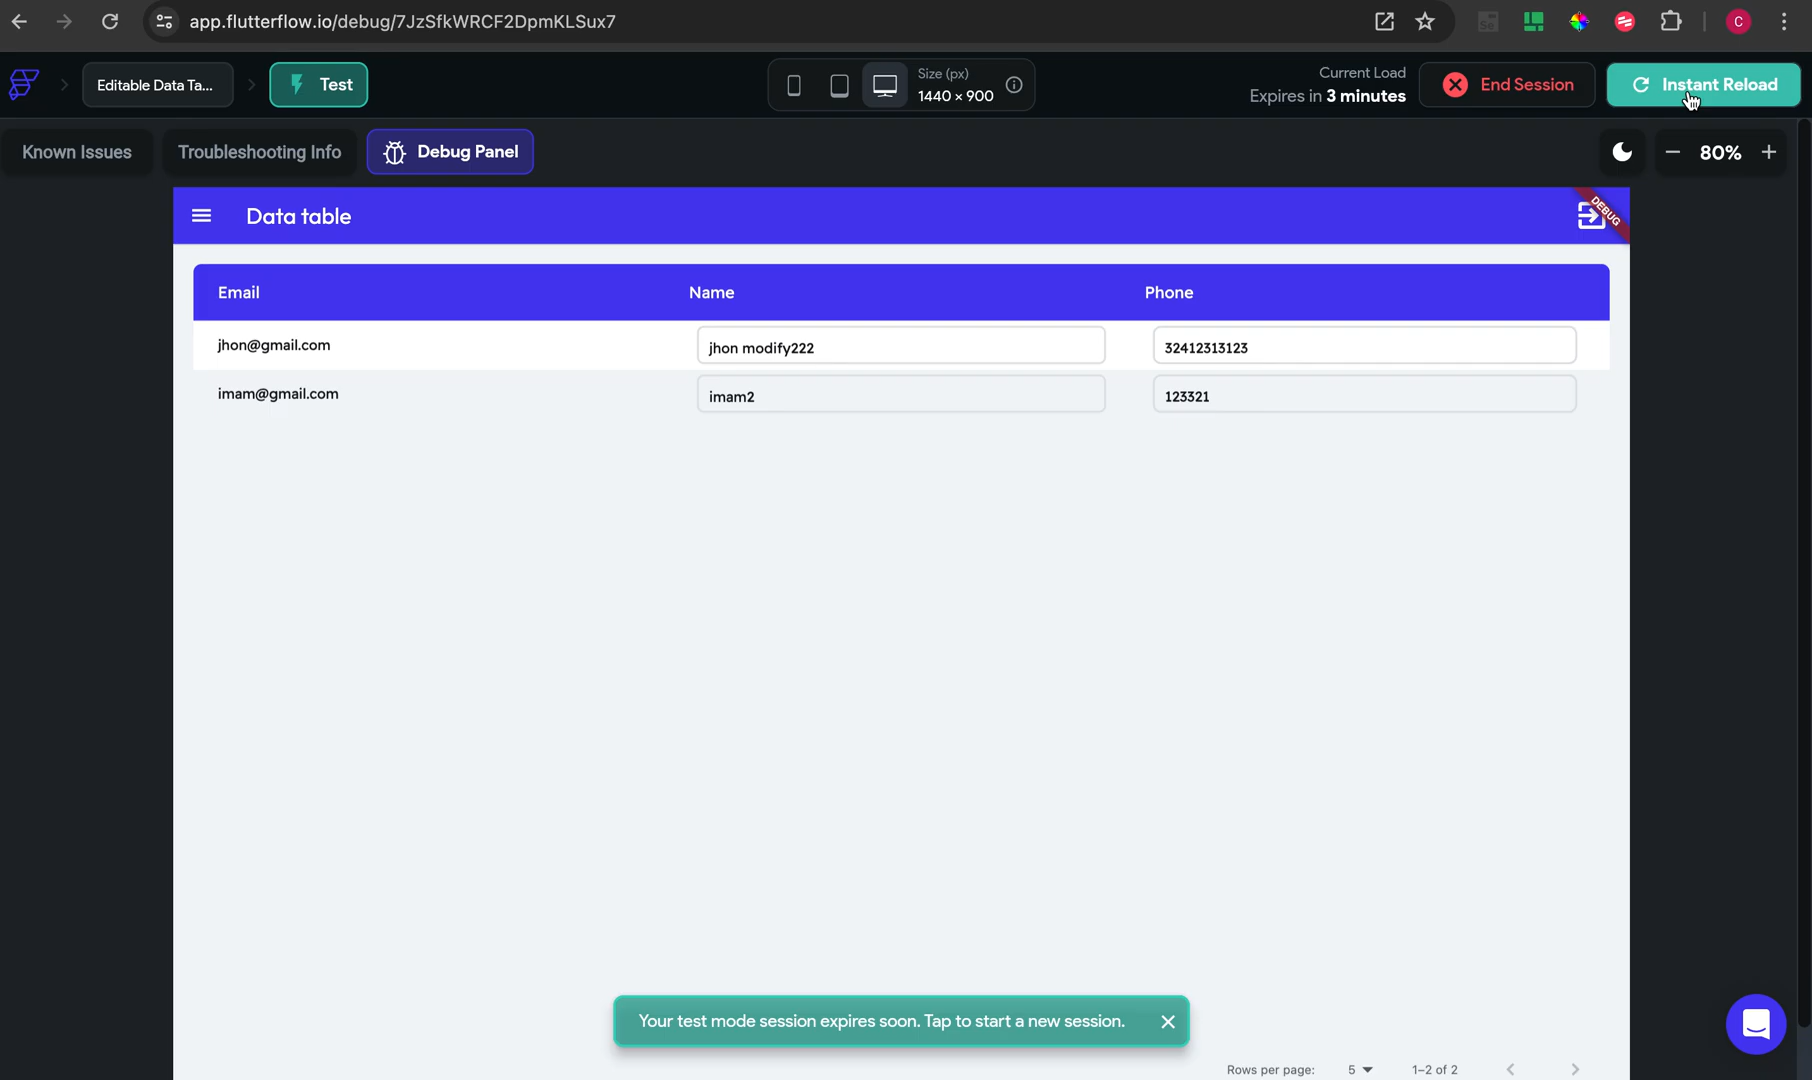 app.flutterflow.io/debug/7JzSfkWRCF2DpmKLSux7
C
Editable Data Ta...
Test
Size (px)
1440 × 900
Current Load
Expires in 3 minutes
End Session
Instant Reload
Known Issues
Troubleshooting Info
Debug Panel
80%
Data table
DEBUG
Email Name Phone
jhon@gmail.com jhon modify222 32412313123
imam@gmail.com imam2 123321
Your test mode session expires soon. Tap to start a new session.
Rows per page: 5 1–2 of 2